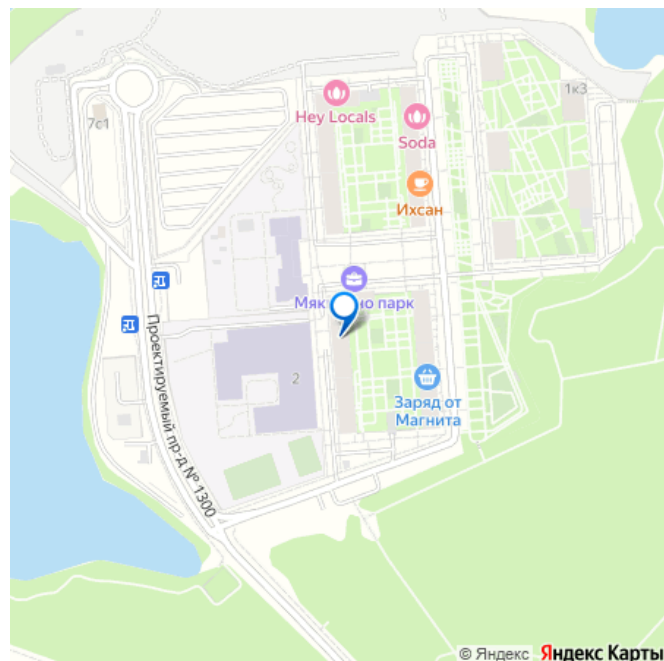 1к3
7с1
Hey Locals
Soda
Ихсан
но парк
Проектируемый пр-д № 1300
2
Заряд от
Магнита
© Яндекс Яндекс Карты